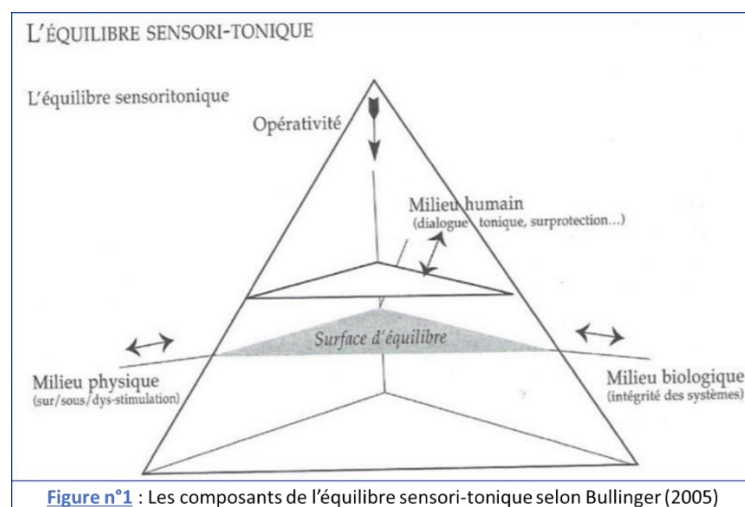 L'ÉQUILIBRE SENSORI-TONIQUE
L'équilibre sensoritonique
Opérativité
Milieu humain
(dialogue tonique, surprotection...)
Surface d'équilibre
Milieu physique
(sur/sous/dys-stimulation)
Milieu biologique
(intégrité des systèmes)
Figure n°1 : Les composants de l'équilibre sensori-tonique selon Bullinger (2005)